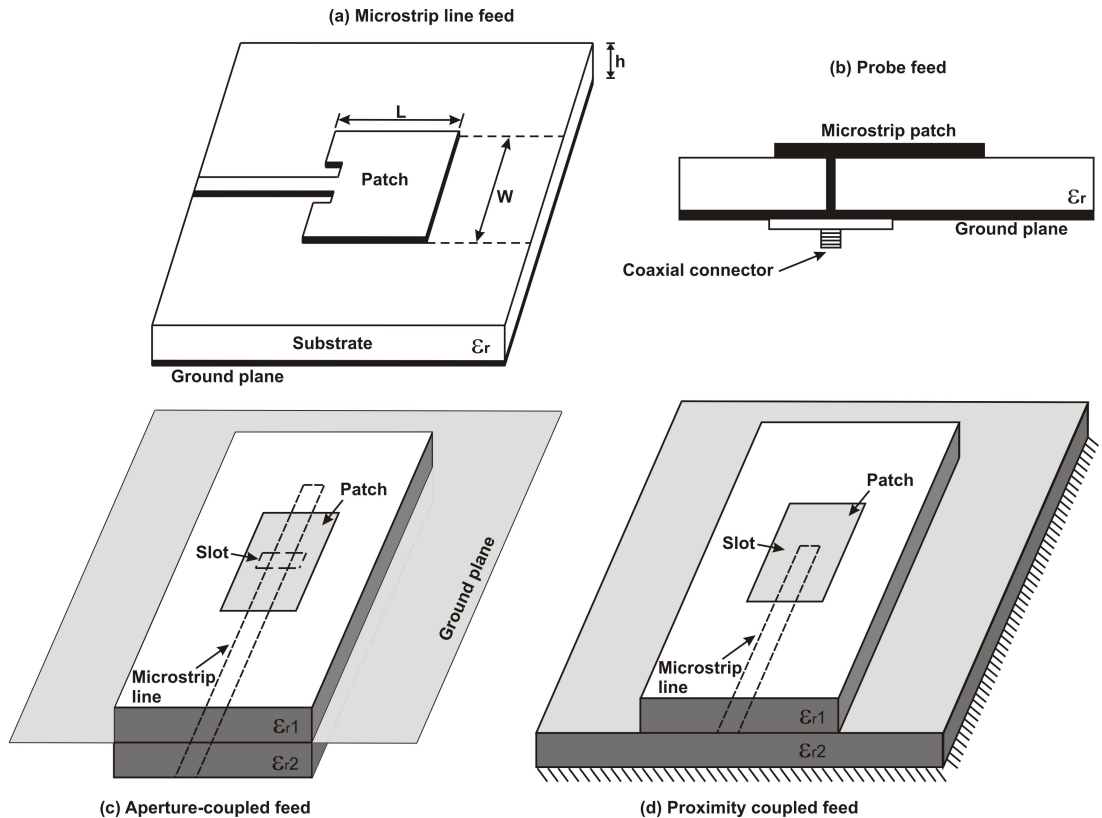 (a) Microstrip line feed
h
L
Patch
W
Substrate
εr
Ground plane
(b) Probe feed
Microstrip patch
εr
Ground plane
Coaxial connector
Patch
Slot
Ground plane
Microstrip
line
εr1
εr2
(c) Aperture-coupled feed
Patch
Slot
Microstrip
line
εr1
εr2
(d) Proximity coupled feed